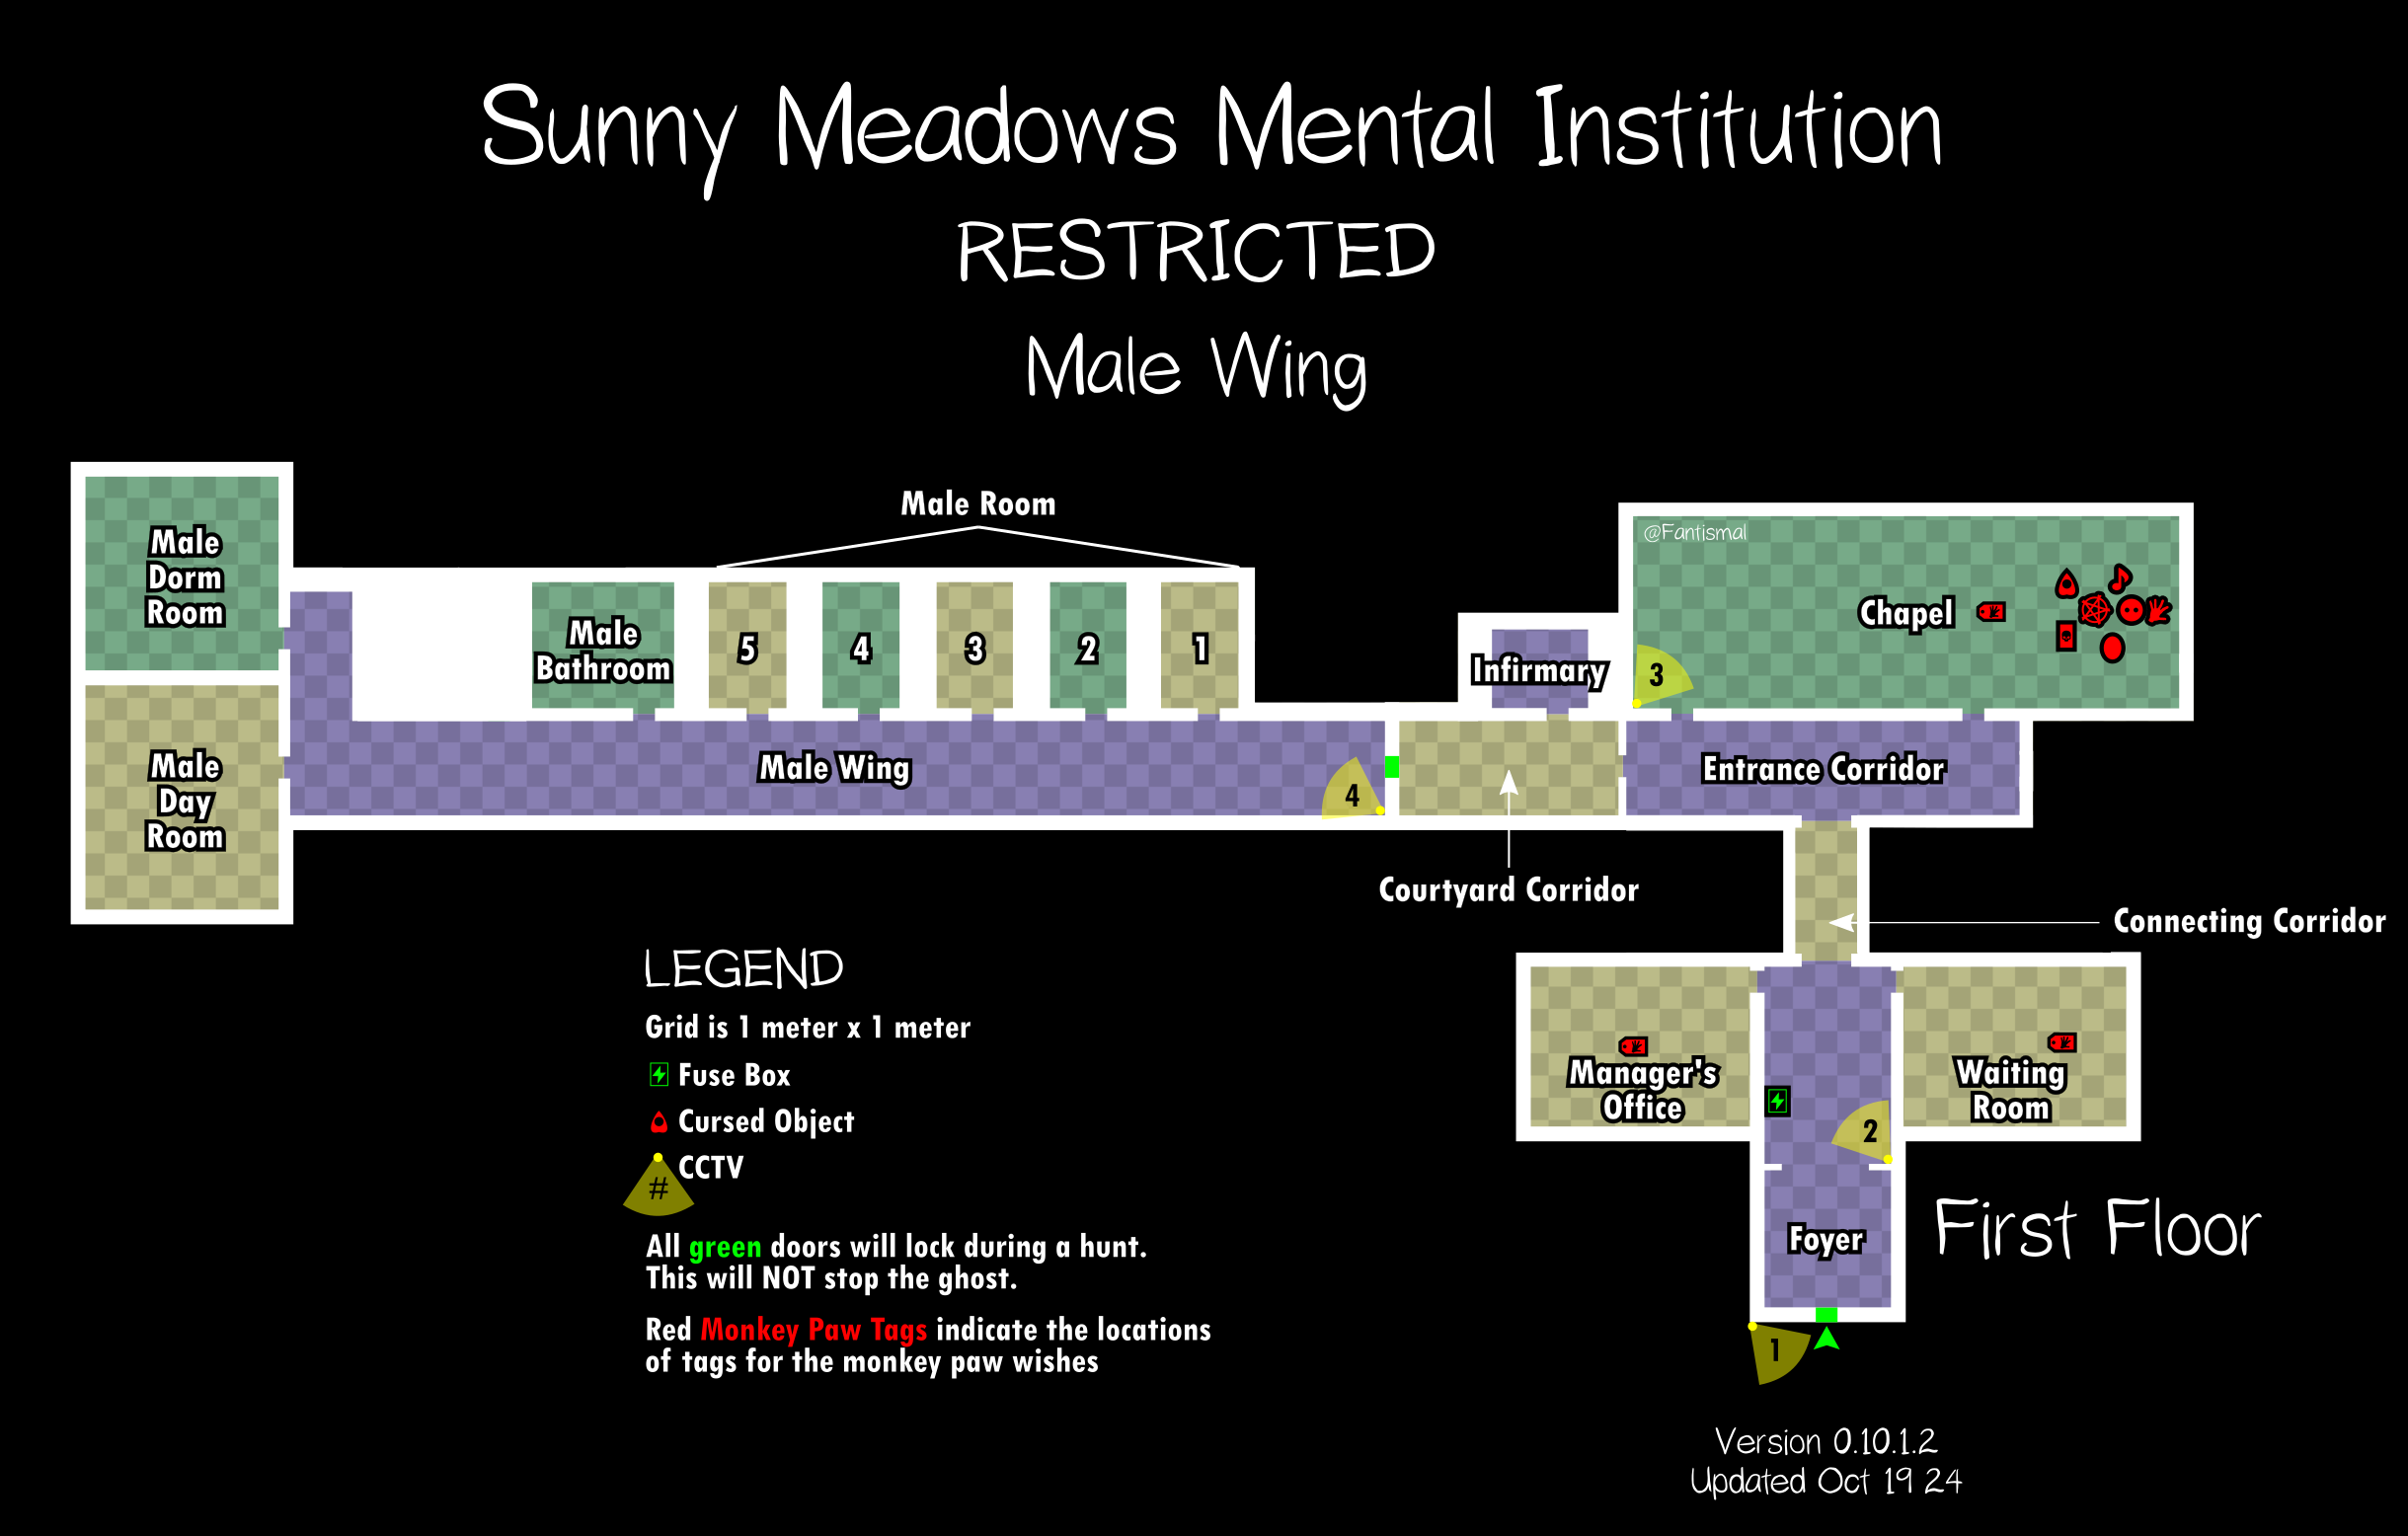 Sunny Meadows Mental Institution
RESTRICTED
Male Wing
Male Room
@Fantismal
Male
Dorm
Room
Male
Bathroom
5
4
3
2
1
Infirmary
3
Chapel
Male
Day
Room
Male Wing
4
Entrance Corridor
Courtyard Corridor
Connecting Corridor
LEGEND
Grid is 1 meter x 1 meter
Fuse Box
Cursed Object
CCTV
#
All green doors will lock during a hunt.
This will NOT stop the ghost.
Red Monkey Paw Tags indicate the locations
of tags for the monkey paw wishes
Manager's
Office
Waiting
Room
2
Foyer
First Floor
1
Version 0.10.1.2
Updated Oct 19 24